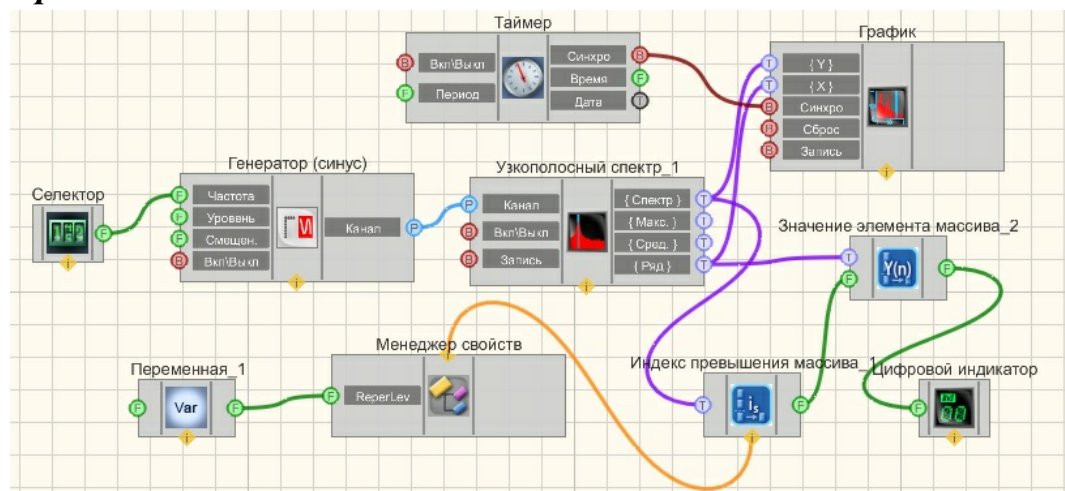 Таймер
Вкл\Выкл
Период
Синхро
Время
Дата
График
{ Y }
{ X }
Синхро
Сброс
Запись
Селектор
Генератор (синус)
Частота
Уровень
Смещен.
Вкл\Выкл
Канал
Узкополосный спектр_1
Канал
Вкл\Выкл
Запись
{ Спектр }
{ Макс. }
{ Сред. }
{ Ряд }
Значение элемента массива_2
Y(n)
Переменная_1
Var
Менеджер свойств
ReperLev
Индекс превышения массива_1
is
Цифровой индикатор